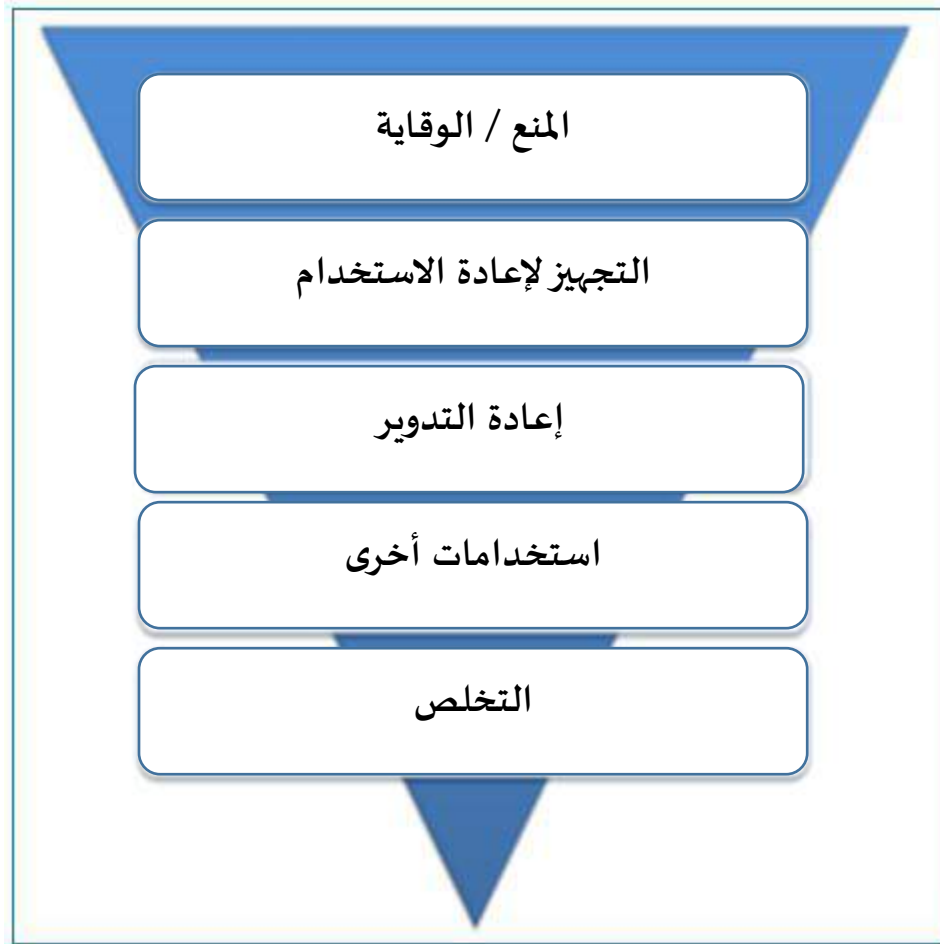 المنع / الوقاية
التجهيز لإعادة الاستخدام
إعادة التدوير
استخدامات أخرى
التخلص